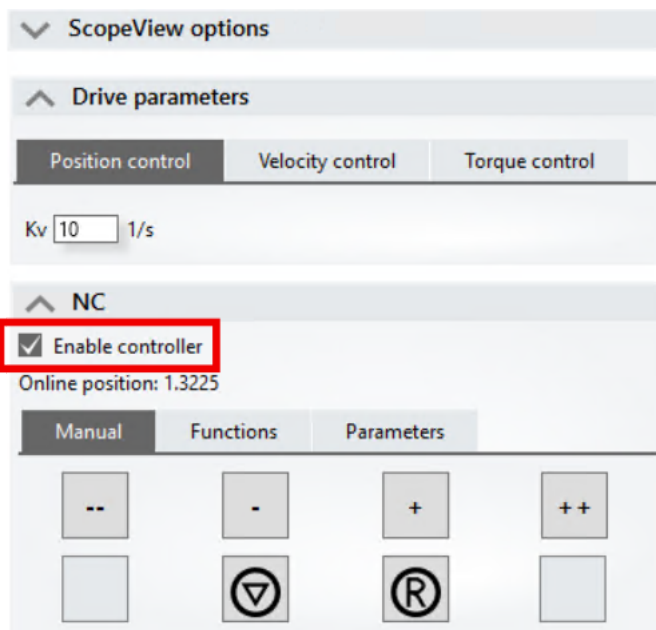 ScopeView options
Drive parameters
Position control Velocity control Torque control
Kv 10 1/s
NC
Enable controller
Online position: 1.3225
Manual Functions Parameters
-- - + ++
R